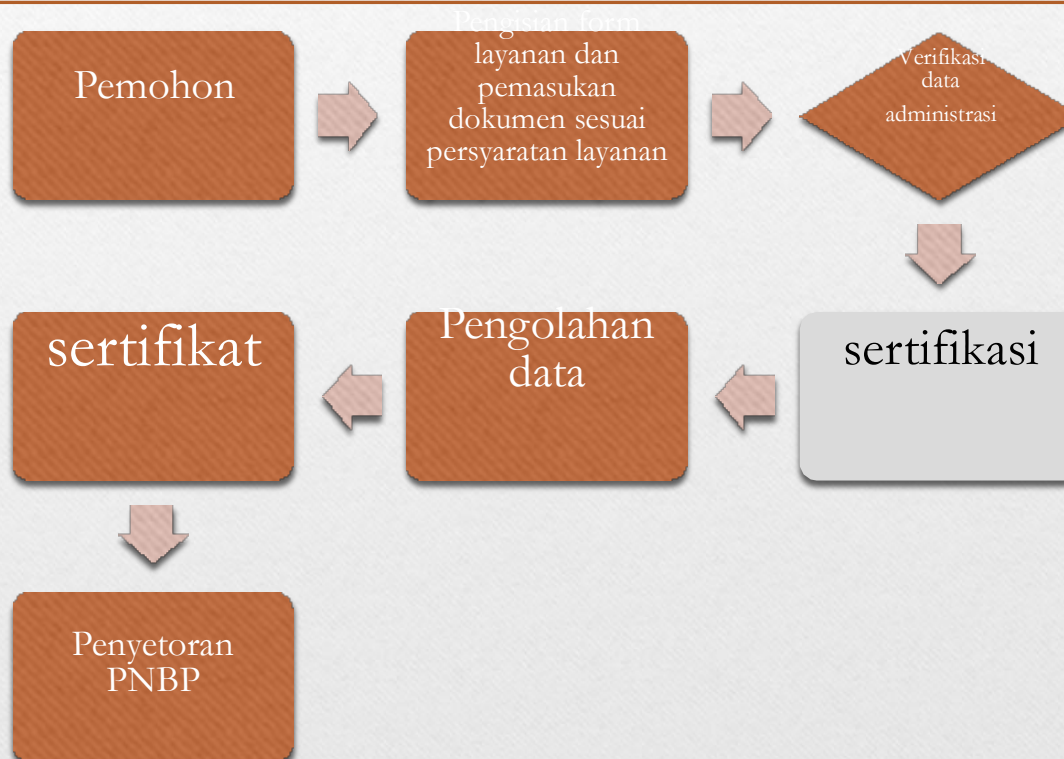 Pemohon
Pengisian form
layanan dan
pemasukan
dokumen sesuai
persyaratan layanan
Verifikasi
data
administrasi
sertifikasi
Pengolahan
data
sertifikat
Penyetoran
PNBP